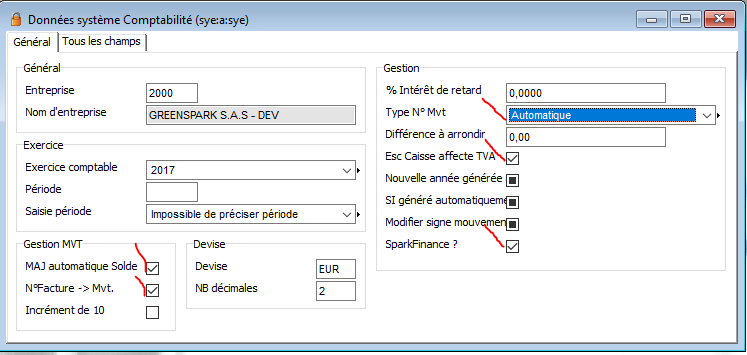 Données système Comptabilité (sye:a:sye)
Général
Tous les champs
Général
Entreprise 2000
Nom d'entreprise GREENSPARK S.A.S - DEV
Exercice
Exercice comptable 2017
Période
Saisie période Impossible de préciser période
Gestion MVT
MAJ automatique Solde
N°Facture -> Mvt.
Incrément de 10
Devise
Devise EUR
NB décimales 2
Gestion
% Intérêt de retard 0,0000
Type N° Mvt Automatique
Différence à arrondir 0,00
Esc Caisse affecte TVA
Nouvelle année générée
SI généré automatiqueme
Modifier signe mouvemen
SparkFinance ?